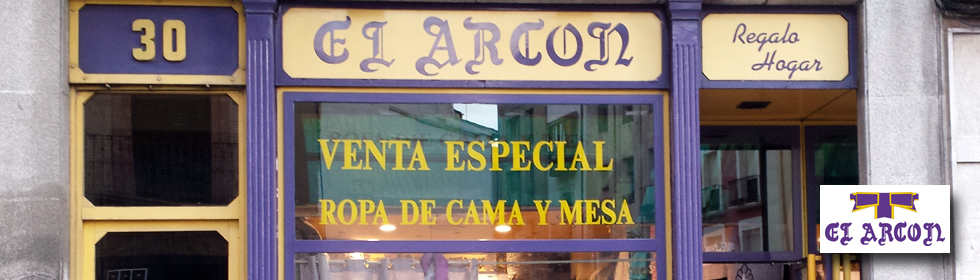 30
EL ARCON
Regalo
Hogar
VENTA ESPECIAL
ROPA DE CAMA Y MESA
EL ARCON